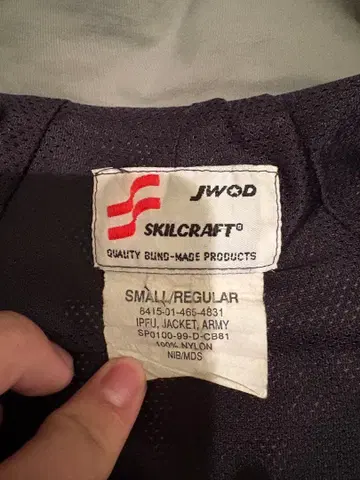 JWOD
SKILCRAFT®
QUALITY BLIND-MADE PRODUCTS
SMALL/REGULAR
8415-01-465-4831
IPFU, JACKET, ARMY
SP0100-99-D-CB81
100% NYLON
NIB/MDS